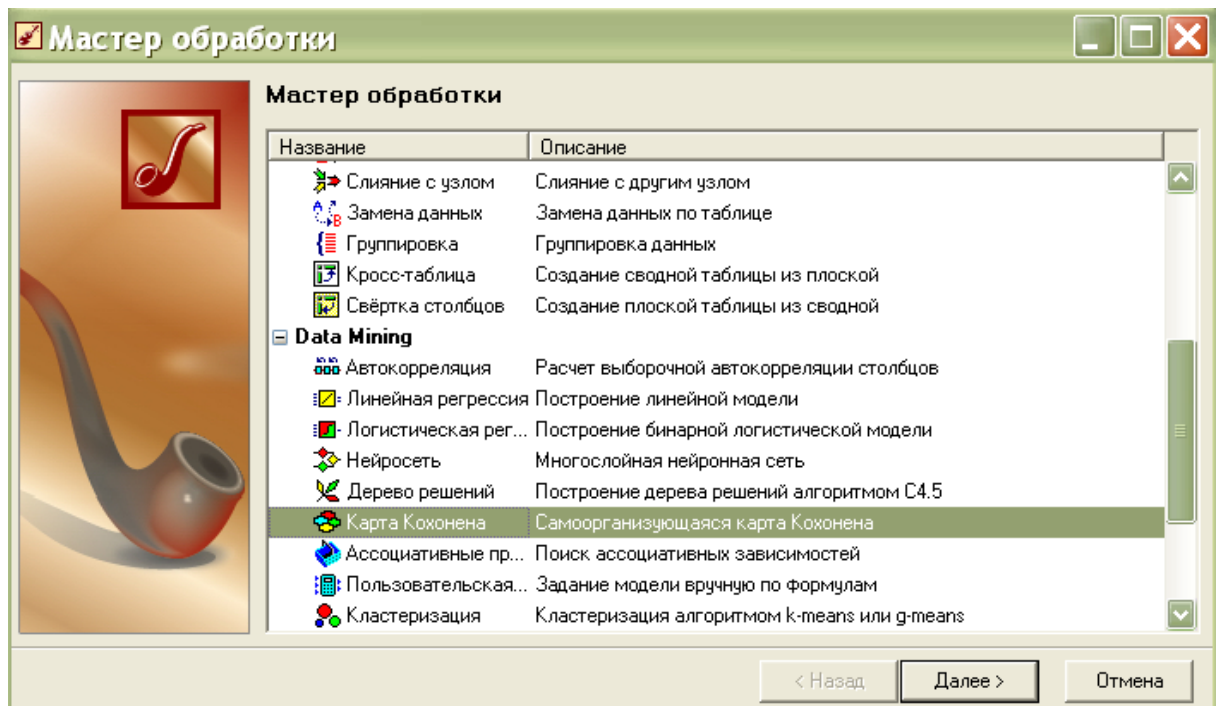 Мастер обработки
Мастер обработки
Название Описание
Слияние с узлом Слияние с другим узлом
Замена данных Замена данных по таблице
Группировка Группировка данных
Кросс-таблица Создание сводной таблицы из плоской
Свёртка столбцов Создание плоской таблицы из сводной
Data Mining
Автокорреляция Расчет выборочной автокорреляции столбцов
Линейная регрессия Построение линейной модели
Логистическая рег... Построение бинарной логистической модели
Нейросеть Многослойная нейронная сеть
Дерево решений Построение дерева решений алгоритмом C4.5
Карта Кохонена Самоорганизующаяся карта Кохонена
Ассоциативные пр... Поиск ассоциативных зависимостей
Пользовательская... Задание модели вручную по формулам
Кластеризация Кластеризация алгоритмом k-means или g-means
< Назад Далее > Отмена